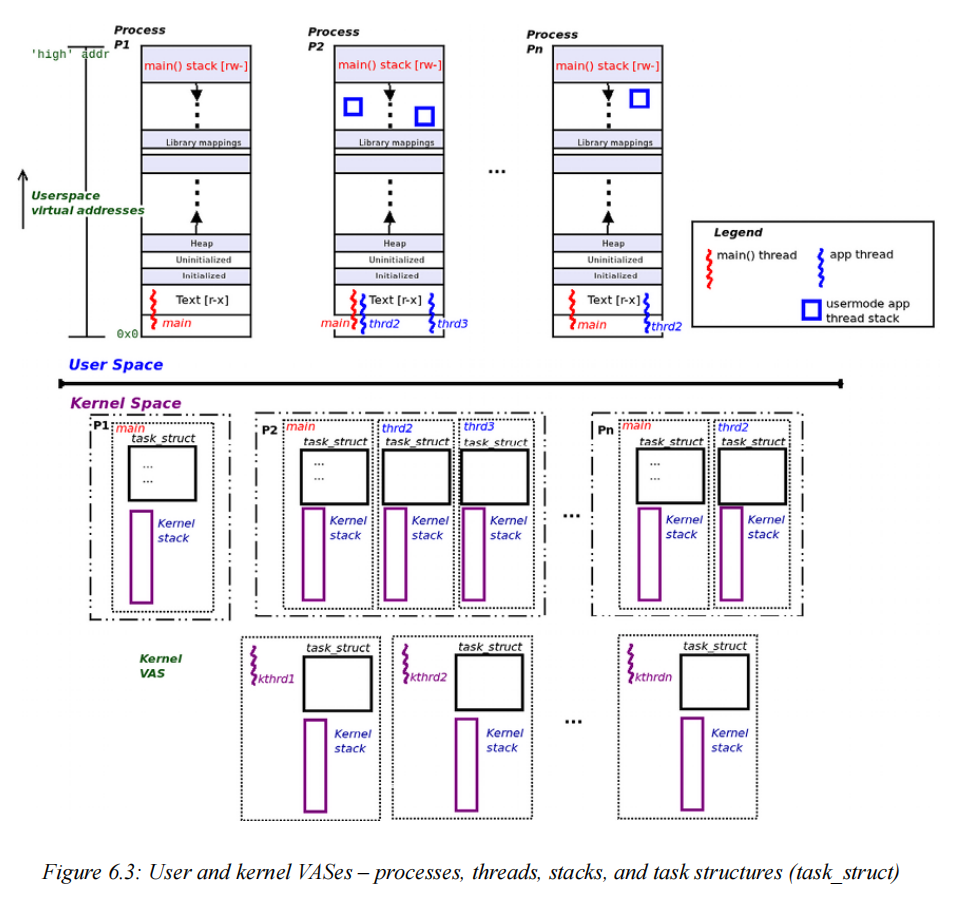 Process
P1
Process
P2
Process
Pn
'high' addr
main() stack [rw-]
main() stack [rw-]
main() stack [rw-]
Library mappings
Library mappings
Library mappings
...
Userspace
virtual addresses
Heap
Heap
Heap
Uninitialized
Uninitialized
Uninitialized
Initialized
Initialized
Initialized
Text [r-x]
Text [r-x]
Text [r-x]
main
main
thrd2
thrd3
main
thrd2
0x0
Legend
main() thread
app thread
usermode app
thread stack
User Space
Kernel Space
P1
main
task_struct
...
...
Kernel
stack
P2
main
task_struct
...
...
Kernel
stack
thrd2
task_struct
Kernel
stack
thrd3
task_struct
Kernel
stack
...
Pn
main
task_struct
...
...
Kernel
stack
thrd2
task_struct
Kernel
stack
Kernel
VAS
kthrd1
task_struct
Kernel
stack
kthrd2
task_struct
Kernel
stack
...
kthrdn
task_struct
Kernel
stack
Figure 6.3: User and kernel VASes – processes, threads, stacks, and task structures (task_struct)